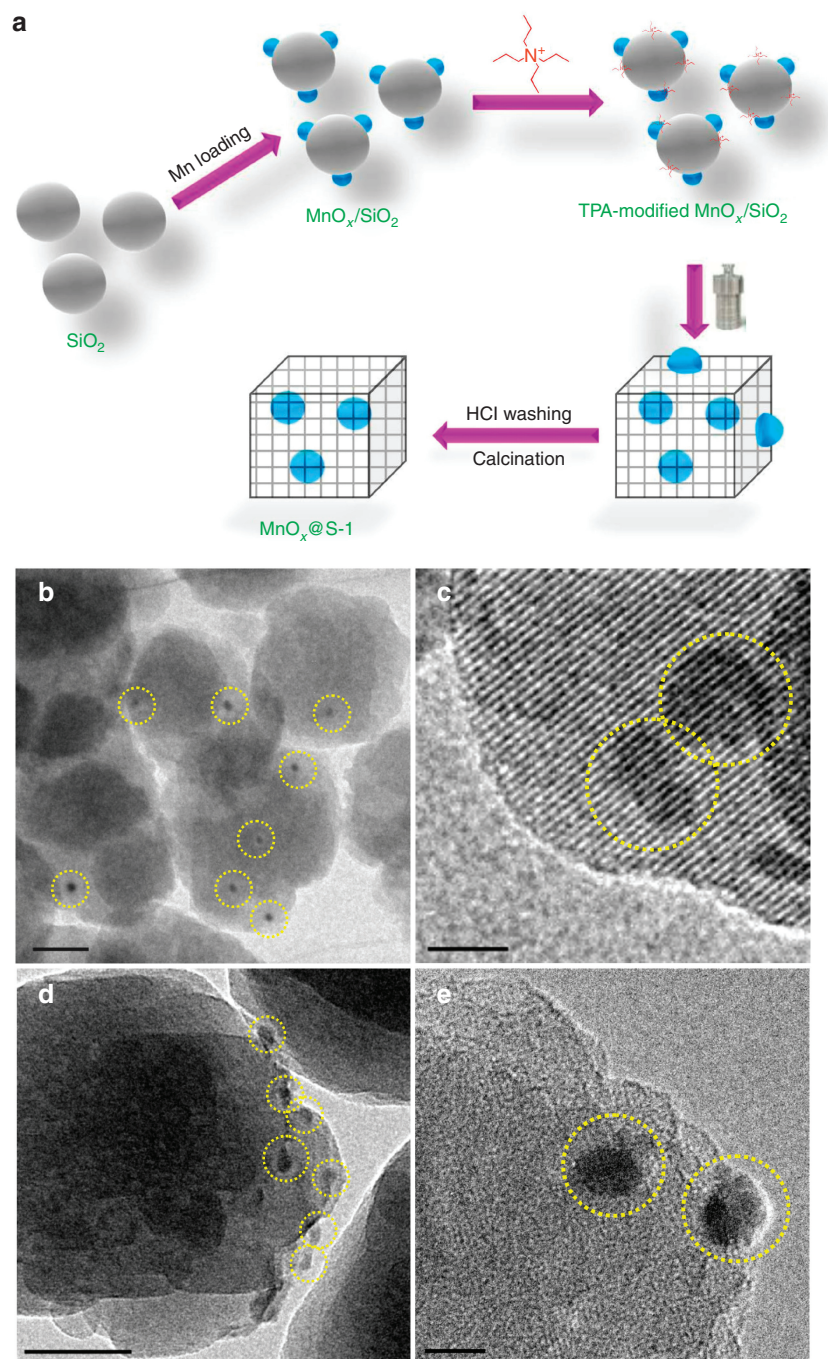 a
N+
Mn loading
MnOx/SiO2
TPA-modified MnOx/SiO2
SiO2
HCl washing
Calcination
MnOx@S-1
b
c
d
e